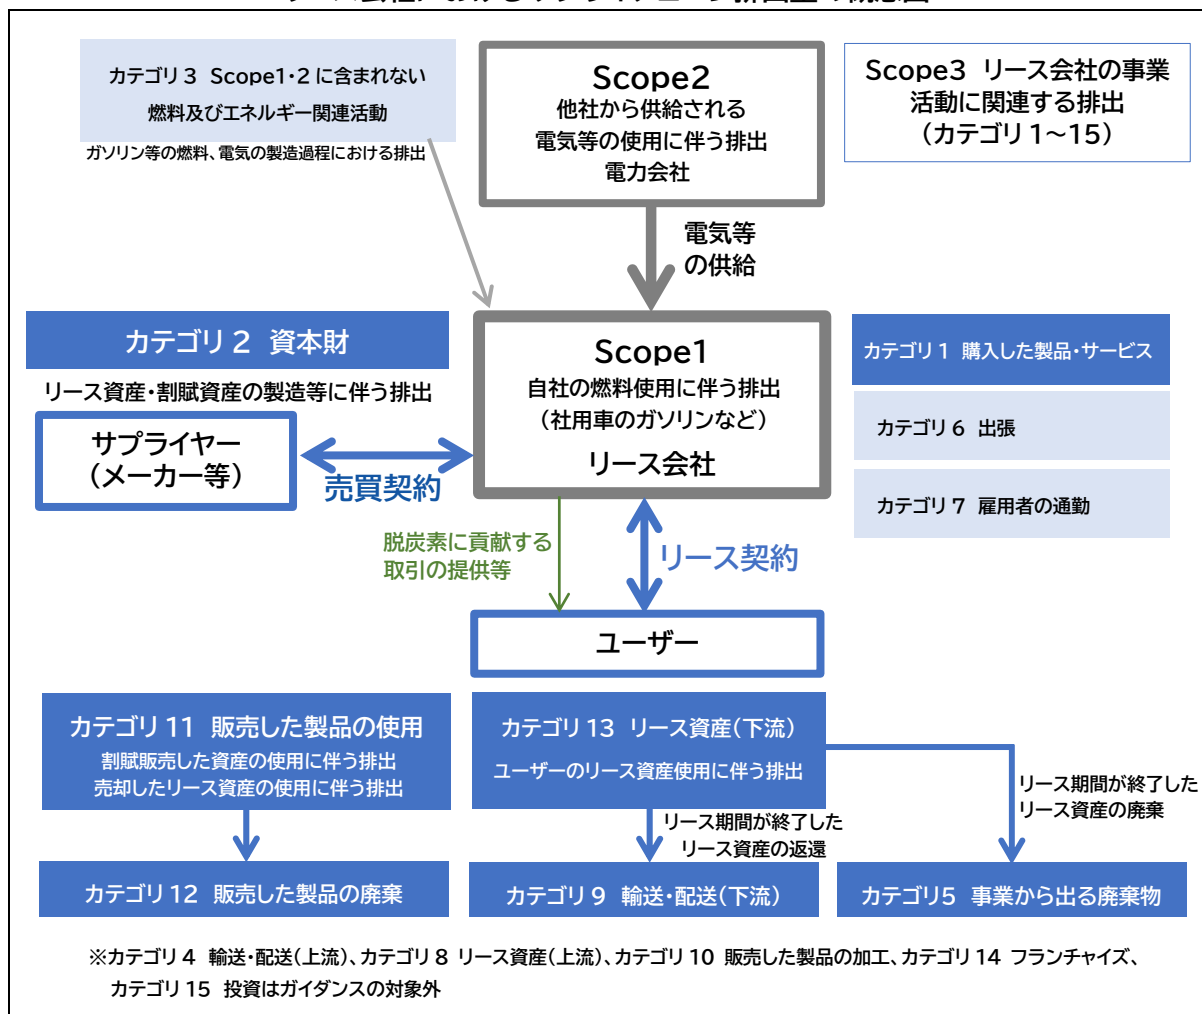 カテゴリ3 Scope1・2に含まれない
燃料及びエネルギー関連活動
ガソリン等の燃料、電気の製造過程における排出
Scope2
他社から供給される
電気等の使用に伴う排出
電力会社
Scope3 リース会社の事業
活動に関連する排出
（カテゴリ1～15）
電気等
の供給
カテゴリ2 資本財
リース資産・割賦資産の製造等に伴う排出
サプライヤー
（メーカー等）
売買契約
Scope1
自社の燃料使用に伴う排出
（社用車のガソリンなど）
リース会社
カテゴリ1 購入した製品・サービス
カテゴリ6 出張
カテゴリ7 雇用者の通勤
脱炭素に貢献する
取引の提供等
リース契約
ユーザー
カテゴリ11 販売した製品の使用
割賦販売した資産の使用に伴う排出
売却したリース資産の使用に伴う排出
カテゴリ13 リース資産（下流）
ユーザーのリース資産使用に伴う排出
リース期間が終了した
リース資産の廃棄
リース期間が終了した
リース資産の返還
カテゴリ12 販売した製品の廃棄
カテゴリ9 輸送・配送（下流）
カテゴリ5 事業から出る廃棄物
※カテゴリ4 輸送・配送（上流）、カテゴリ8 リース資産（上流）、カテゴリ10 販売した製品の加工、カテゴリ14 フランチャイズ、
カテゴリ15 投資はガイダンスの対象外